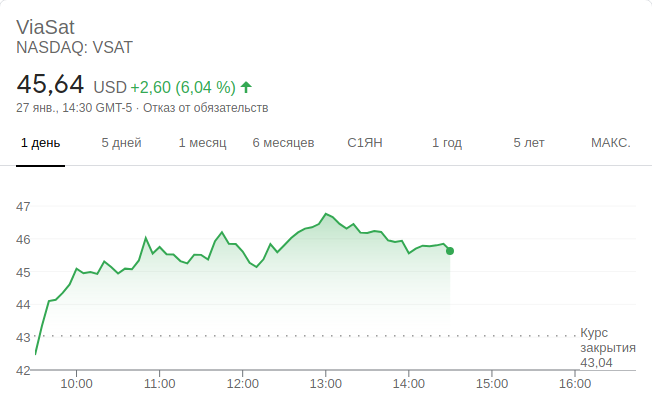 ViaSat
NASDAQ: VSAT
45,64 USD +2,60 (6,04 %)
27 янв., 14:30 GMT-5 · Отказ от обязательств
1 день 5 дней 1 месяц 6 месяцев С1ЯН 1 год 5 лет МАКС.
47
46
45
44
43
42
Курс
закрытия
43,04
10:00 11:00 12:00 13:00 14:00 15:00 16:00